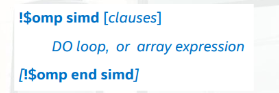 !$omp simd [clauses]
DO loop, or array expression
[!$omp end simd]